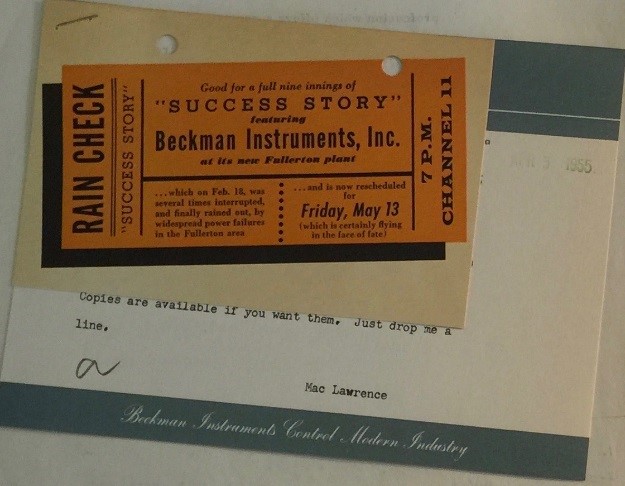 RAIN CHECK
"SUCCESS STORY"
Good for a full nine innings of
"SUCCESS STORY"
featuring
Beckman Instruments, Inc.
at its new Fullerton plant
...which on Feb. 18, was
several times interrupted,
and finally rained out, by
widespread power failures
in the Fullerton area
...and is now rescheduled
for
Friday, May 13
(which is certainly flying
in the face of fate)
7 P.M.
CHANNEL 11
1955
Copies are available if you want them. Just drop me a
line.
Mac Lawrence
Beckman Instruments Control Modern Industry